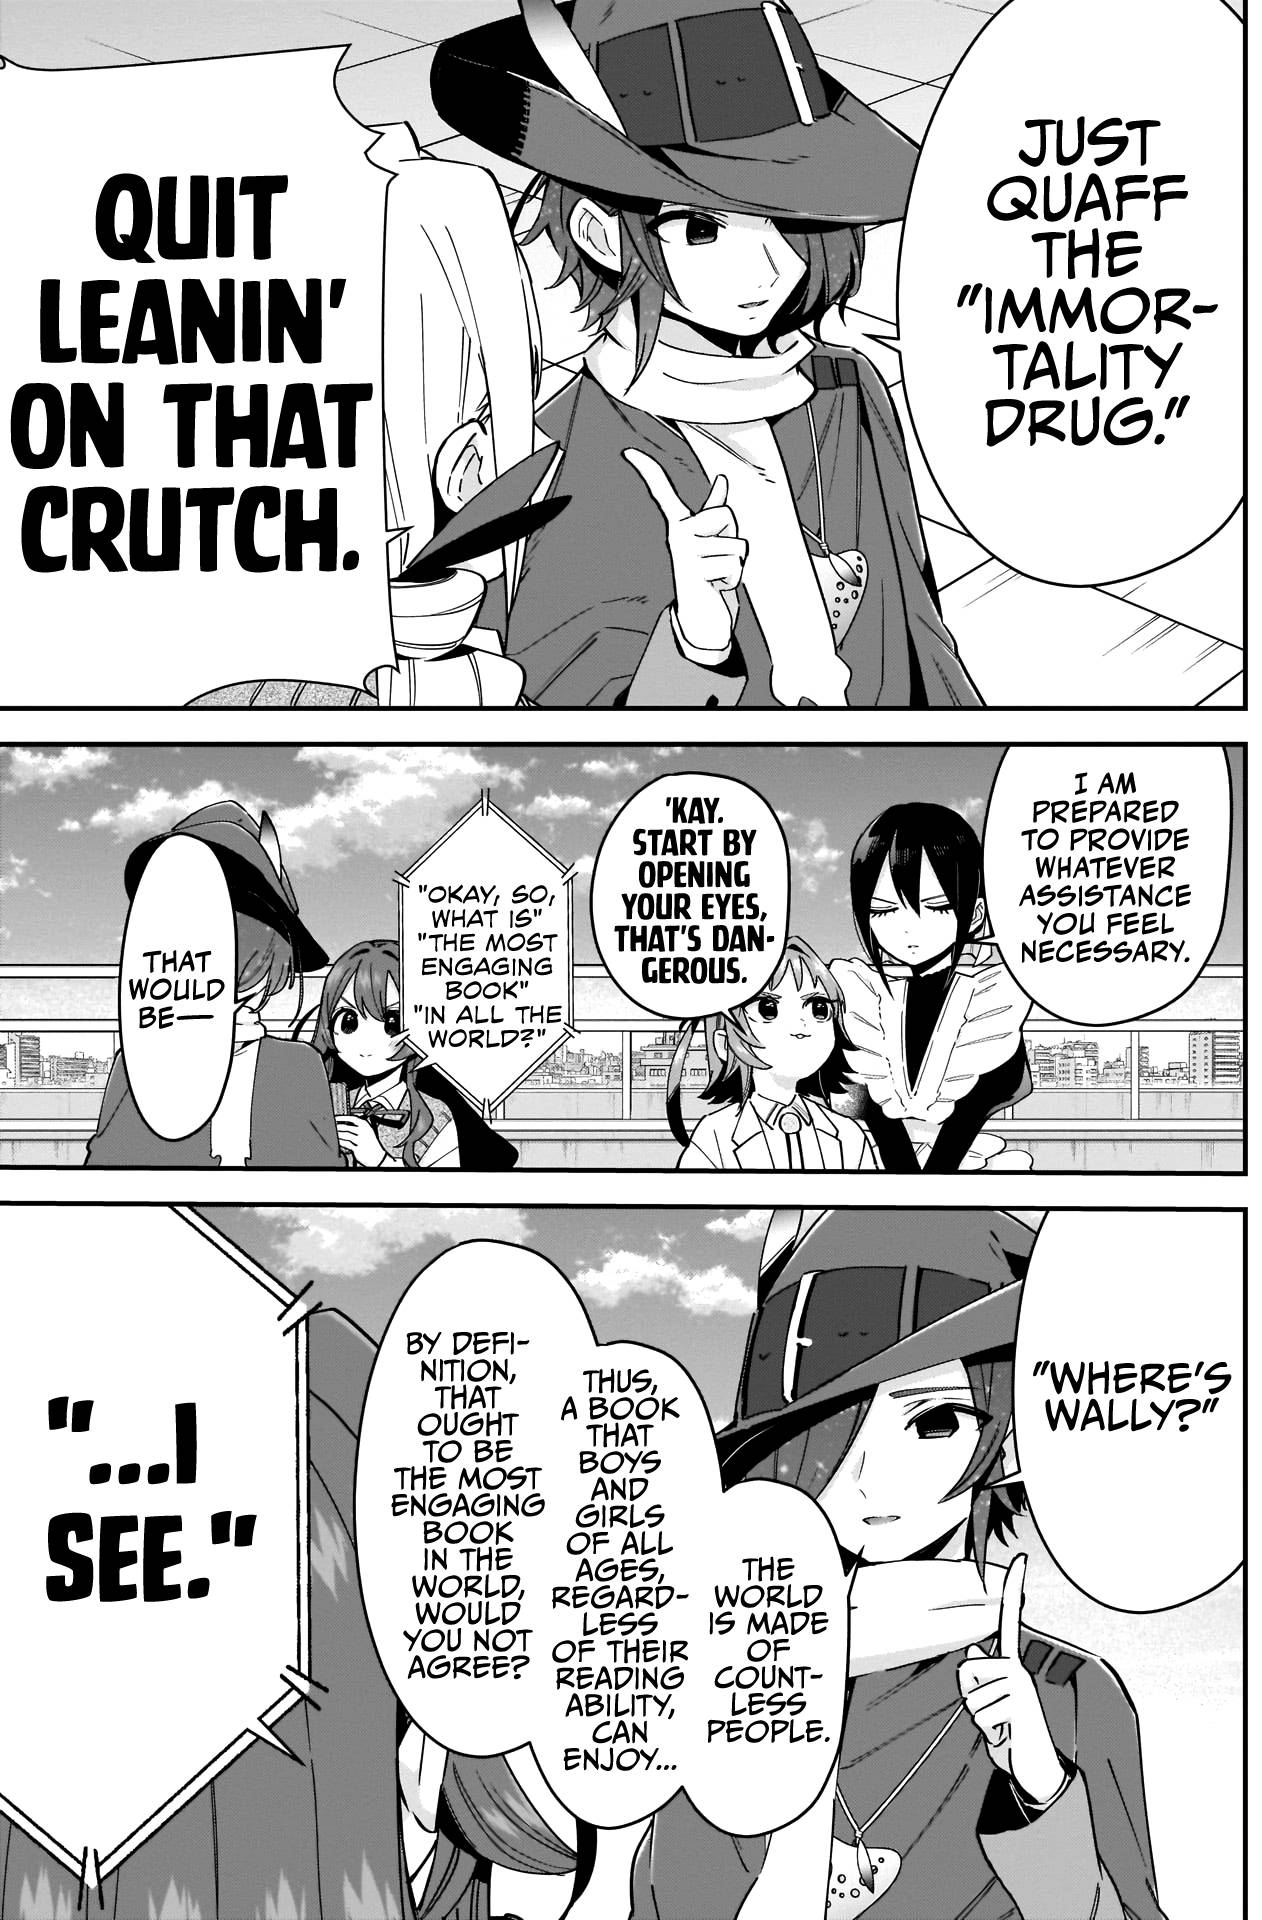 JUST
QUAFF
THE
"IMMOR-
TALITY
DRUG."
QUIT
LEANIN'
ON THAT
CRUTCH.
I AM
PREPARED
TO PROVIDE
WHATEVER
ASSISTANCE
YOU FEEL
NECESSARY.
'KAY.
START BY
OPENING
YOUR EYES,
THAT'S DAN-
GEROUS.
"OKAY, SO,
WHAT IS"
"THE MOST
ENGAGING
BOOK"
"IN ALL THE
WORLD?"
THAT
WOULD
BE—
"WHERE'S
WALLY?"
THE
WORLD
IS MADE
OF
COUNT-
LESS
PEOPLE.
THUS,
A BOOK
THAT
BOYS
AND
GIRLS
OF ALL
AGES,
REGARD-
LESS
OF THEIR
READING
ABILITY,
CAN
ENJOY...
BY DEFI-
NITION,
THAT
OUGHT
TO BE
THE MOST
ENGAGING
BOOK
IN THE
WORLD,
WOULD
YOU NOT
AGREE?
"...I
SEE."